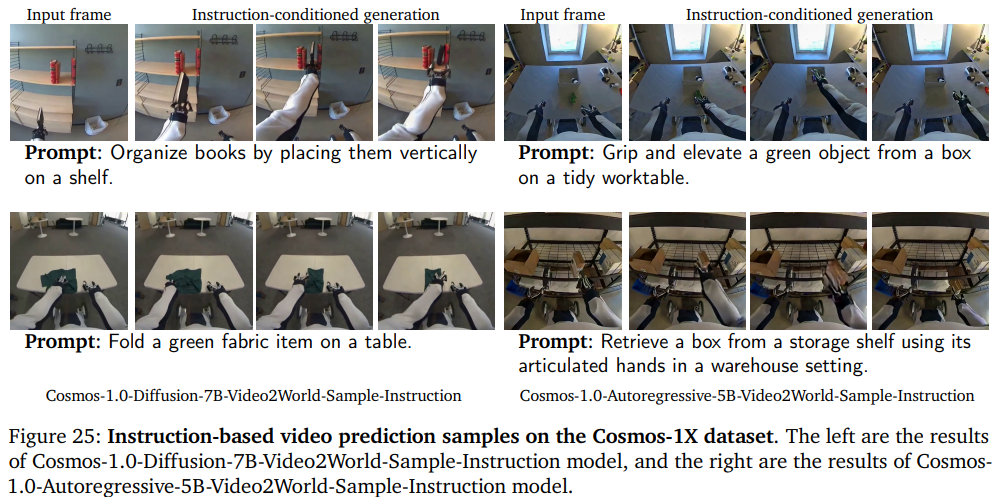 Input frame Instruction-conditioned generation
Input frame Instruction-conditioned generation
Prompt: Organize books by placing them vertically
on a shelf.
Prompt: Grip and elevate a green object from a box
on a tidy worktable.
Prompt: Fold a green fabric item on a table.
Prompt: Retrieve a box from a storage shelf using its
articulated hands in a warehouse setting.
Cosmos-1.0-Diffusion-7B-Video2World-Sample-Instruction
Cosmos-1.0-Autoregressive-5B-Video2World-Sample-Instruction
Figure 25: Instruction-based video prediction samples on the Cosmos-1X dataset. The left are the results
of Cosmos-1.0-Diffusion-7B-Video2World-Sample-Instruction model, and the right are the results of Cosmos-
1.0-Autoregressive-5B-Video2World-Sample-Instruction model.